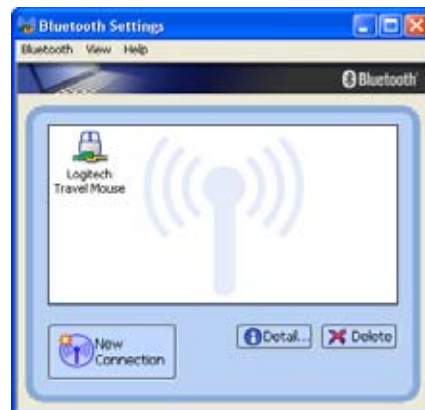 Bluetooth Settings
Bluetooth View Help
Bluetooth
Logitech
Travel Mouse
New
Connection
Detail...
Delete